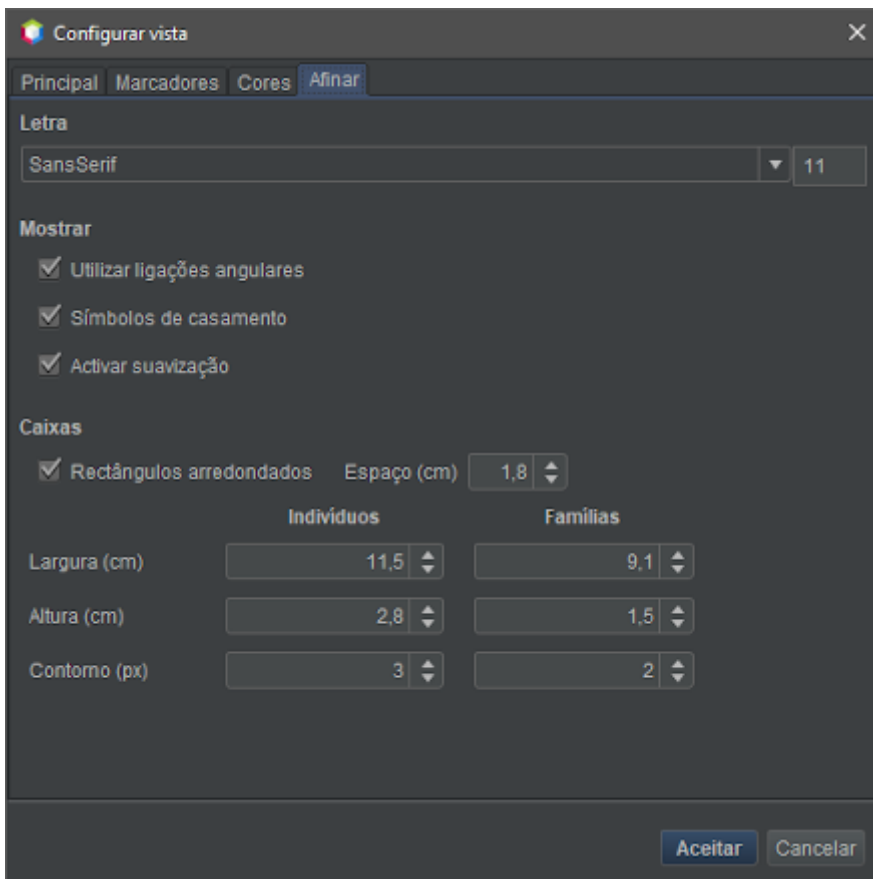 Configurar vista
Principal Marcadores Cores Afinar
Letra
SansSerif 11
Mostrar
Utilizar ligações angulares
Símbolos de casamento
Activar suavização
Caixas
Rectângulos arredondados Espaço (cm) 1,8
Indivíduos Famílias
Largura (cm) 11,5 9,1
Altura (cm) 2,8 1,5
Contorno (px) 3 2
Aceitar Cancelar